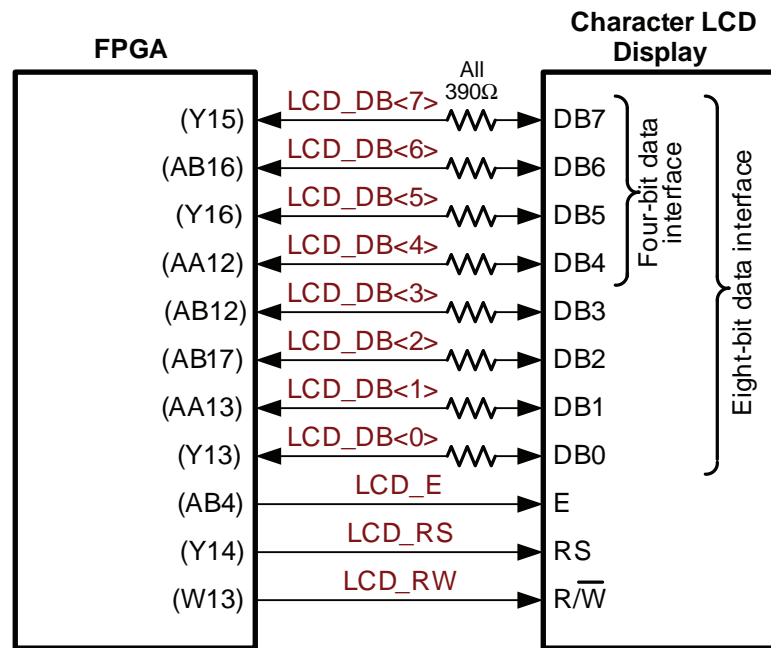 FPGA
Character LCD
Display
All
390Ω
(Y15) LCD_DB<7> DB7
(AB16) LCD_DB<6> DB6
(Y16) LCD_DB<5> DB5
(AA12) LCD_DB<4> DB4
(AB12) LCD_DB<3> DB3
(AB17) LCD_DB<2> DB2
(AA13) LCD_DB<1> DB1
(Y13) LCD_DB<0> DB0
(AB4) LCD_E E
(Y14) LCD_RS RS
(W13) LCD_RW R/W̅
Four-bit data
interface
Eight-bit data interface